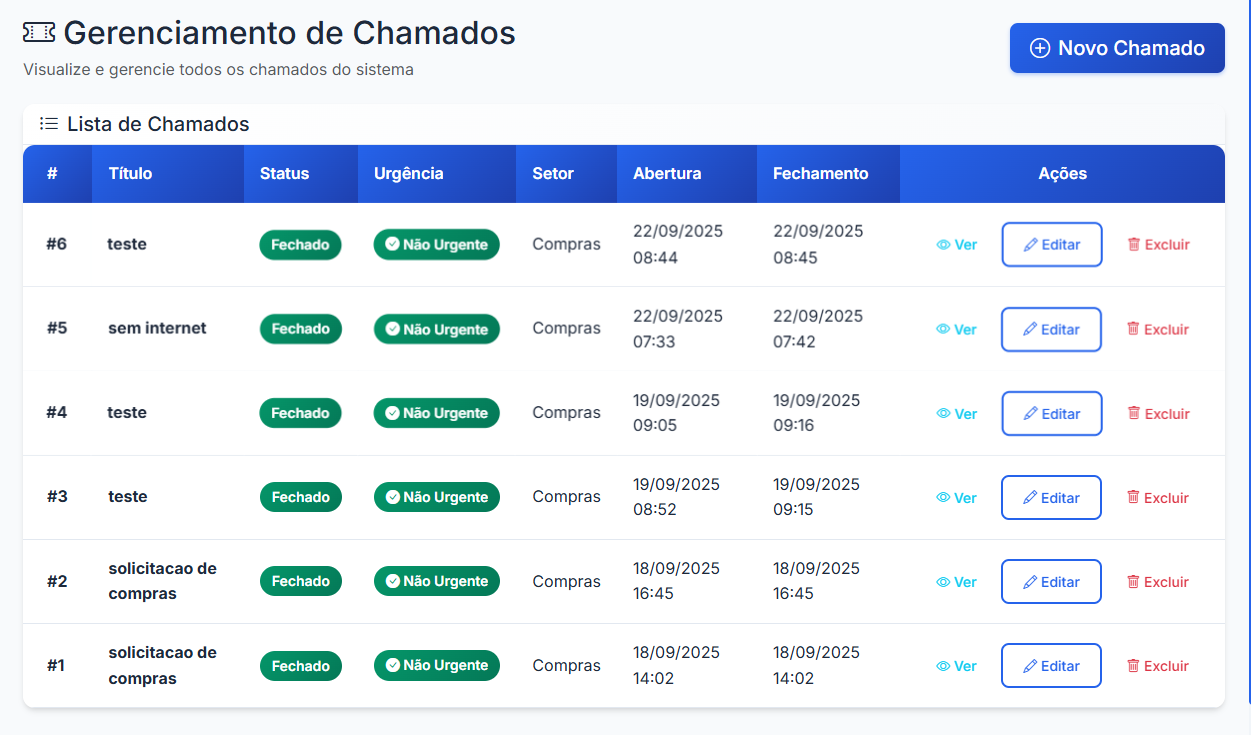 Gerenciamento de Chamados
Visualize e gerencie todos os chamados do sistema
Novo Chamado
Lista de Chamados
# Título Status Urgência Setor Abertura Fechamento Ações
#6 teste Fechado Não Urgente Compras 22/09/2025 08:44 22/09/2025 08:45 Ver Editar Excluir
#5 sem internet Fechado Não Urgente Compras 22/09/2025 07:33 22/09/2025 07:42 Ver Editar Excluir
#4 teste Fechado Não Urgente Compras 19/09/2025 09:05 19/09/2025 09:16 Ver Editar Excluir
#3 teste Fechado Não Urgente Compras 19/09/2025 08:52 19/09/2025 09:15 Ver Editar Excluir
#2 solicitacao de compras Fechado Não Urgente Compras 18/09/2025 16:45 18/09/2025 16:45 Ver Editar Excluir
#1 solicitacao de compras Fechado Não Urgente Compras 18/09/2025 14:02 18/09/2025 14:02 Ver Editar Excluir